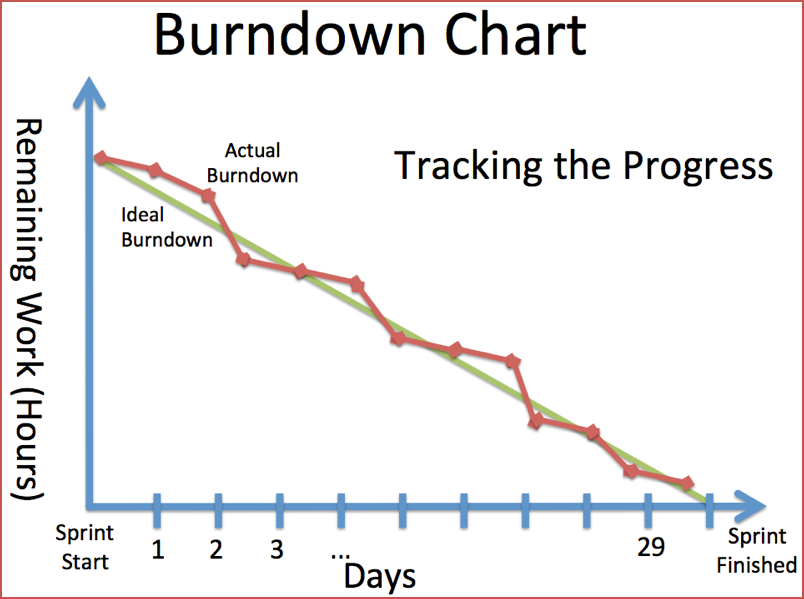 Burndown Chart
Tracking the Progress
Actual
Burndown
Ideal
Burndown
Remaining Work (Hours)
Sprint
Start
1
2
3
...
29
Sprint
Finished
Days